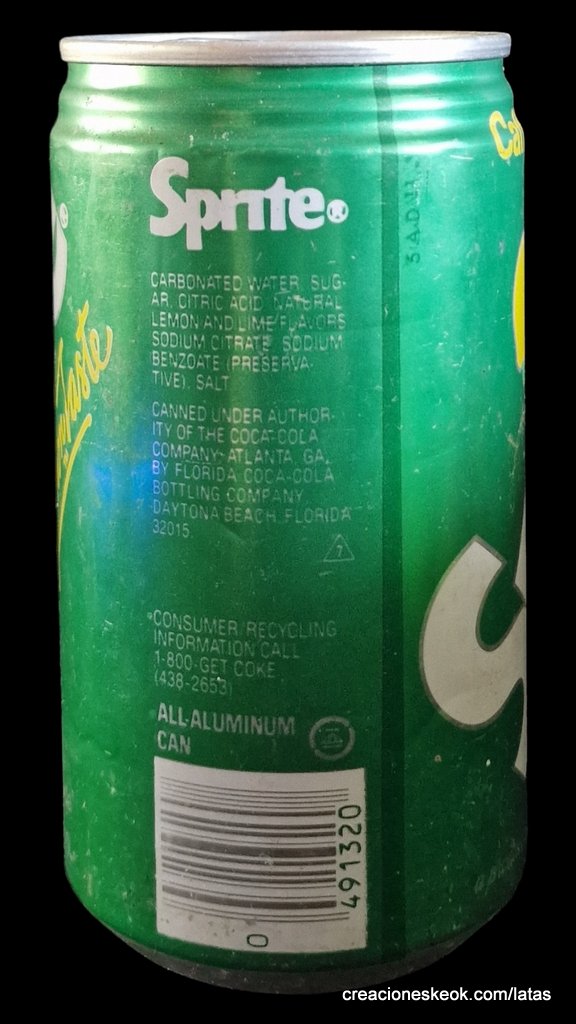 Sprite®
CARBONATED WATER, SUG-
AR, CITRIC ACID, NATURAL
LEMON AND LIME FLAVORS
SODIUM CITRATE, SODIUM
BENZOATE (PRESERVA-
TIVE), SALT
CANNED UNDER AUTHOR-
ITY OF THE COCA-COLA
COMPANY, ATLANTA, GA.
BY FLORIDA COCA-COLA
BOTTLING COMPANY
DAYTONA BEACH, FLORIDA
32015
7
CONSUMER/RECYCLING
INFORMATION CALL
1-800-GET COKE
(438-2653)
ALL-ALUMINUM
CAN
491320
0
Taste
®
Caf
S
creacioneskeok.com/latas